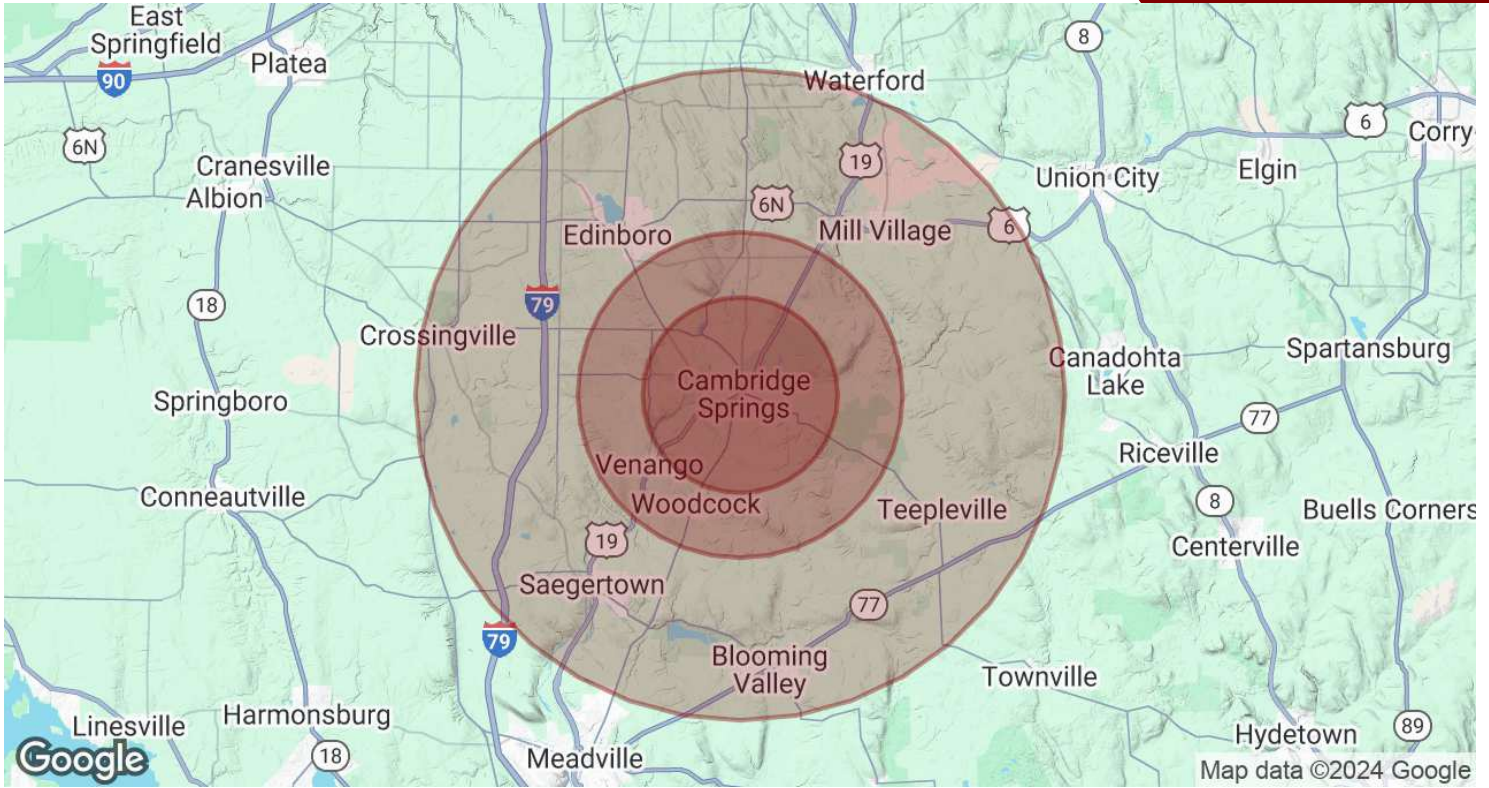 East
Springfield
Platea
90
6N
Cranesville
Albion
Waterford
8
6
Corry
Elgin
Union City
19
6N
Edinboro
Mill Village
6
18
79
Crossingville
Cambridge
Springs
Canadohta
Lake
Spartansburg
Springboro
77
Riceville
Venango
Woodcock
Teepleville
Conneautville
8
Buells Corners
Centerville
19
Saegertown
77
79
Blooming
Valley
Townville
Linesville
Harmonsburg
18
Meadville
Hydetown
89
Google
Map data ©2024 Google